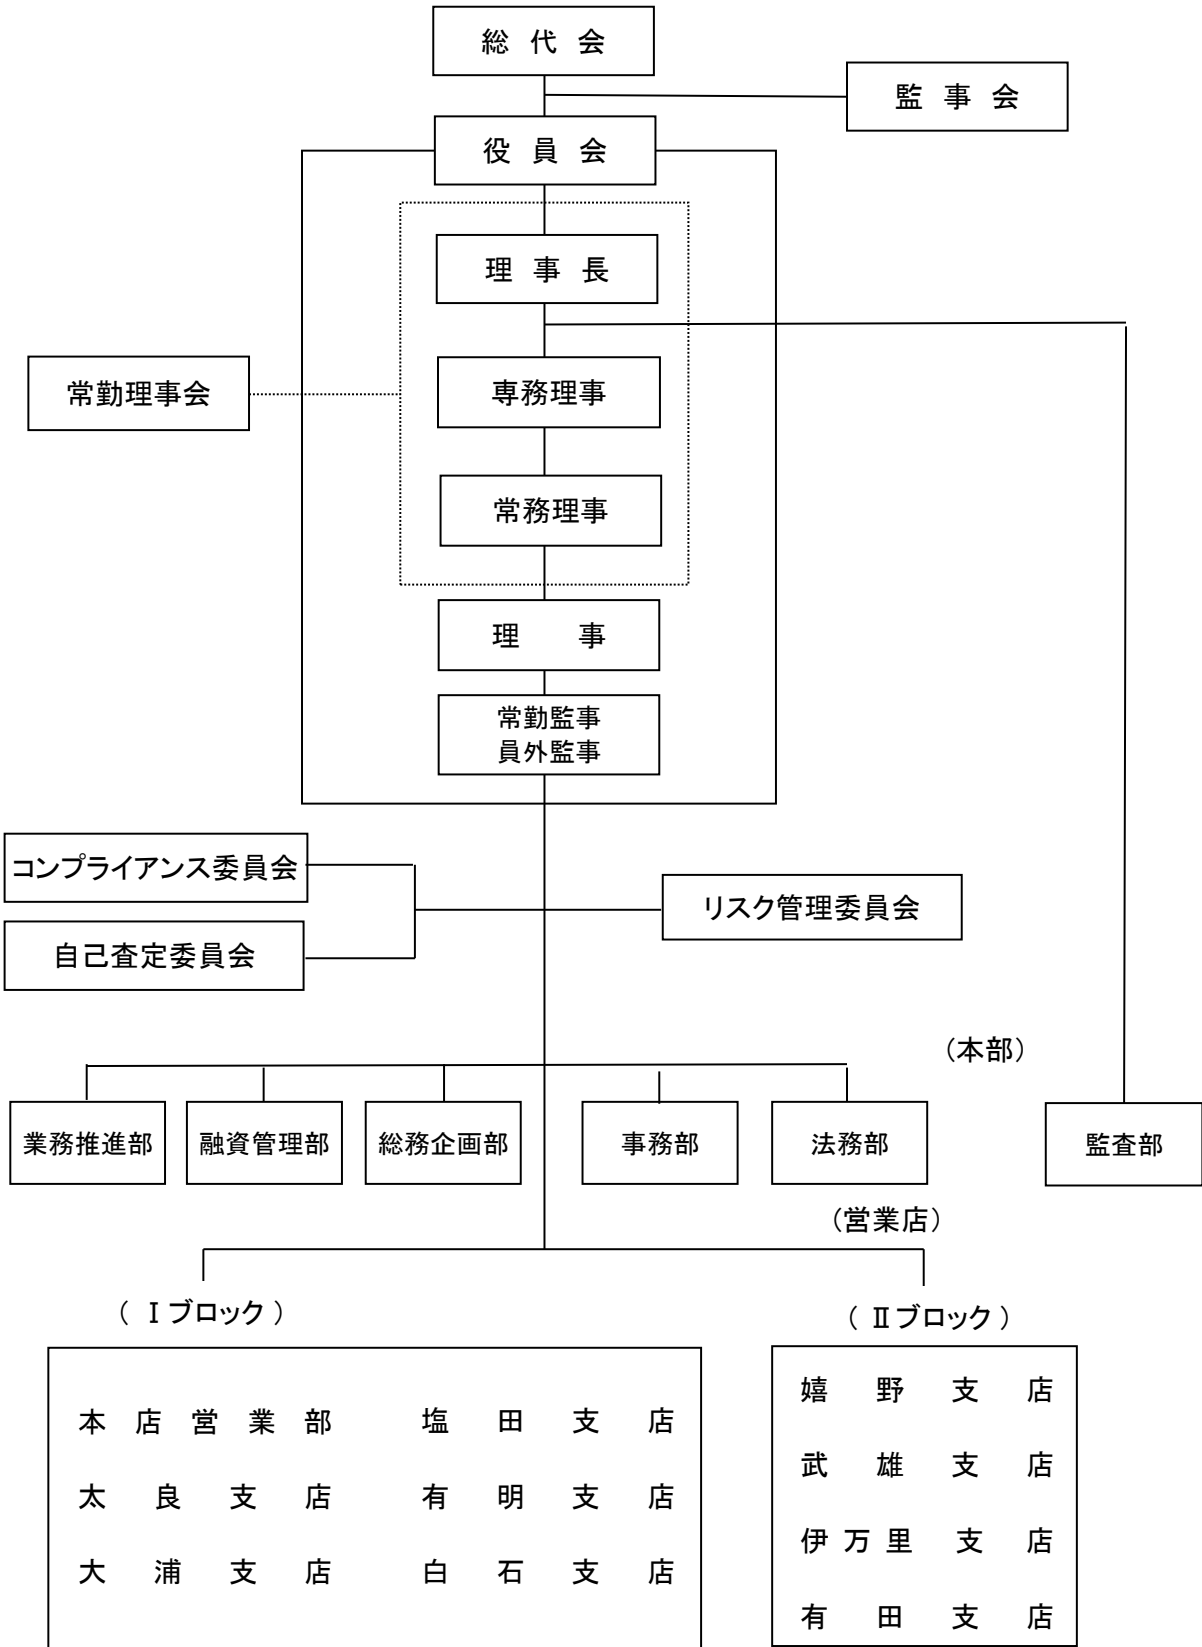 総代会
監事会
役員会
理事長
常勤理事会
専務理事
常務理事
理事
常勤監事
員外監事
コンプライアンス委員会
リスク管理委員会
自己査定委員会
（本部）
業務推進部
融資管理部
総務企画部
事務部
法務部
監査部
（営業店）
（Ⅰブロック）
本店営業部 塩田支店
太良支店 有明支店
大浦支店 白石支店
（Ⅱブロック）
嬉野支店
武雄支店
伊万里支店
有田支店